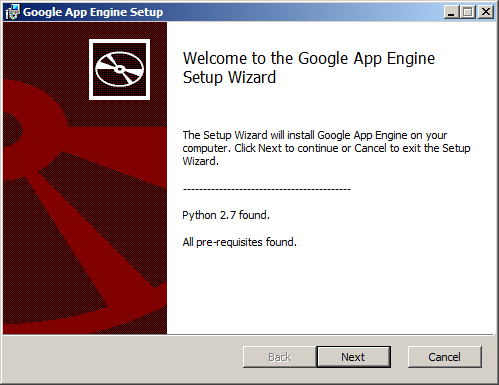 Google App Engine Setup
Welcome to the Google App Engine
Setup Wizard
The Setup Wizard will install Google App Engine on your
computer. Click Next to continue or Cancel to exit the Setup
Wizard.
------------------------------------------
Python 2.7 found.
All pre-requisites found.
Back
Next
Cancel